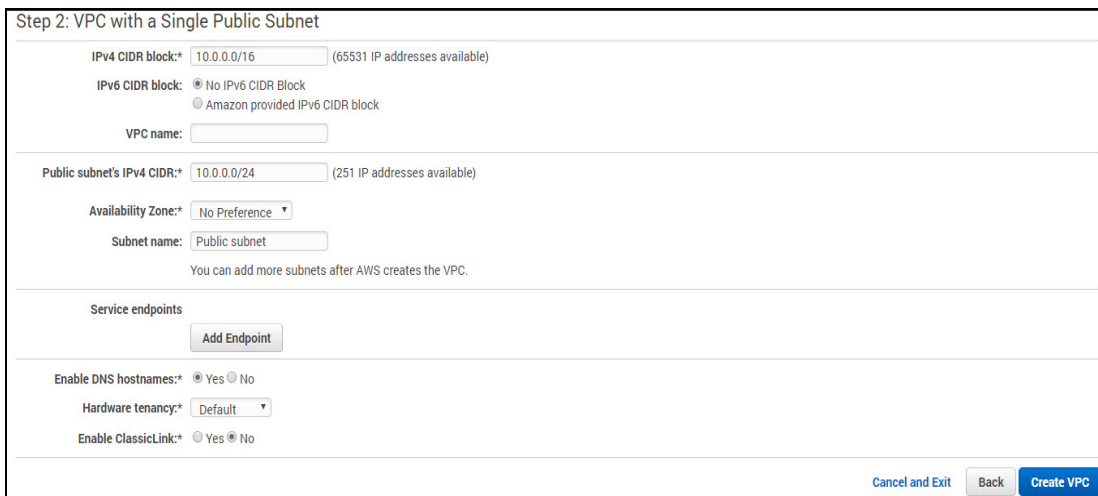 Step 2: VPC with a Single Public Subnet
IPv4 CIDR block:* 10.0.0.0/16 (65531 IP addresses available)
IPv6 CIDR block: No IPv6 CIDR Block
Amazon provided IPv6 CIDR block
VPC name:
Public subnet's IPv4 CIDR:* 10.0.0.0/24 (251 IP addresses available)
Availability Zone:* No Preference
Subnet name: Public subnet
You can add more subnets after AWS creates the VPC.
Service endpoints
Add Endpoint
Enable DNS hostnames:* Yes No
Hardware tenancy:* Default
Enable ClassicLink:* Yes No
Cancel and Exit Back Create VPC